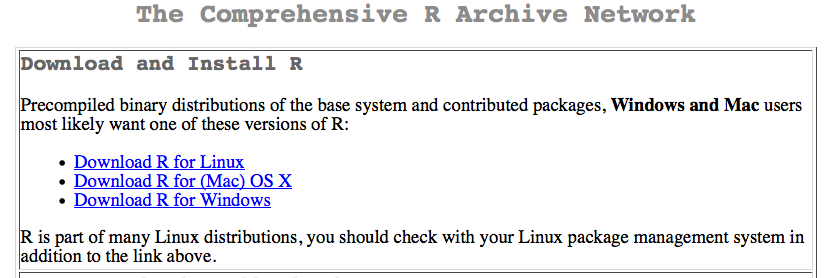 The Comprehensive R Archive Network
Download and Install R
Precompiled binary distributions of the base system and contributed packages, Windows and Mac users
most likely want one of these versions of R:
• Download R for Linux
• Download R for (Mac) OS X
• Download R for Windows
R is part of many Linux distributions, you should check with your Linux package management system in
addition to the link above.